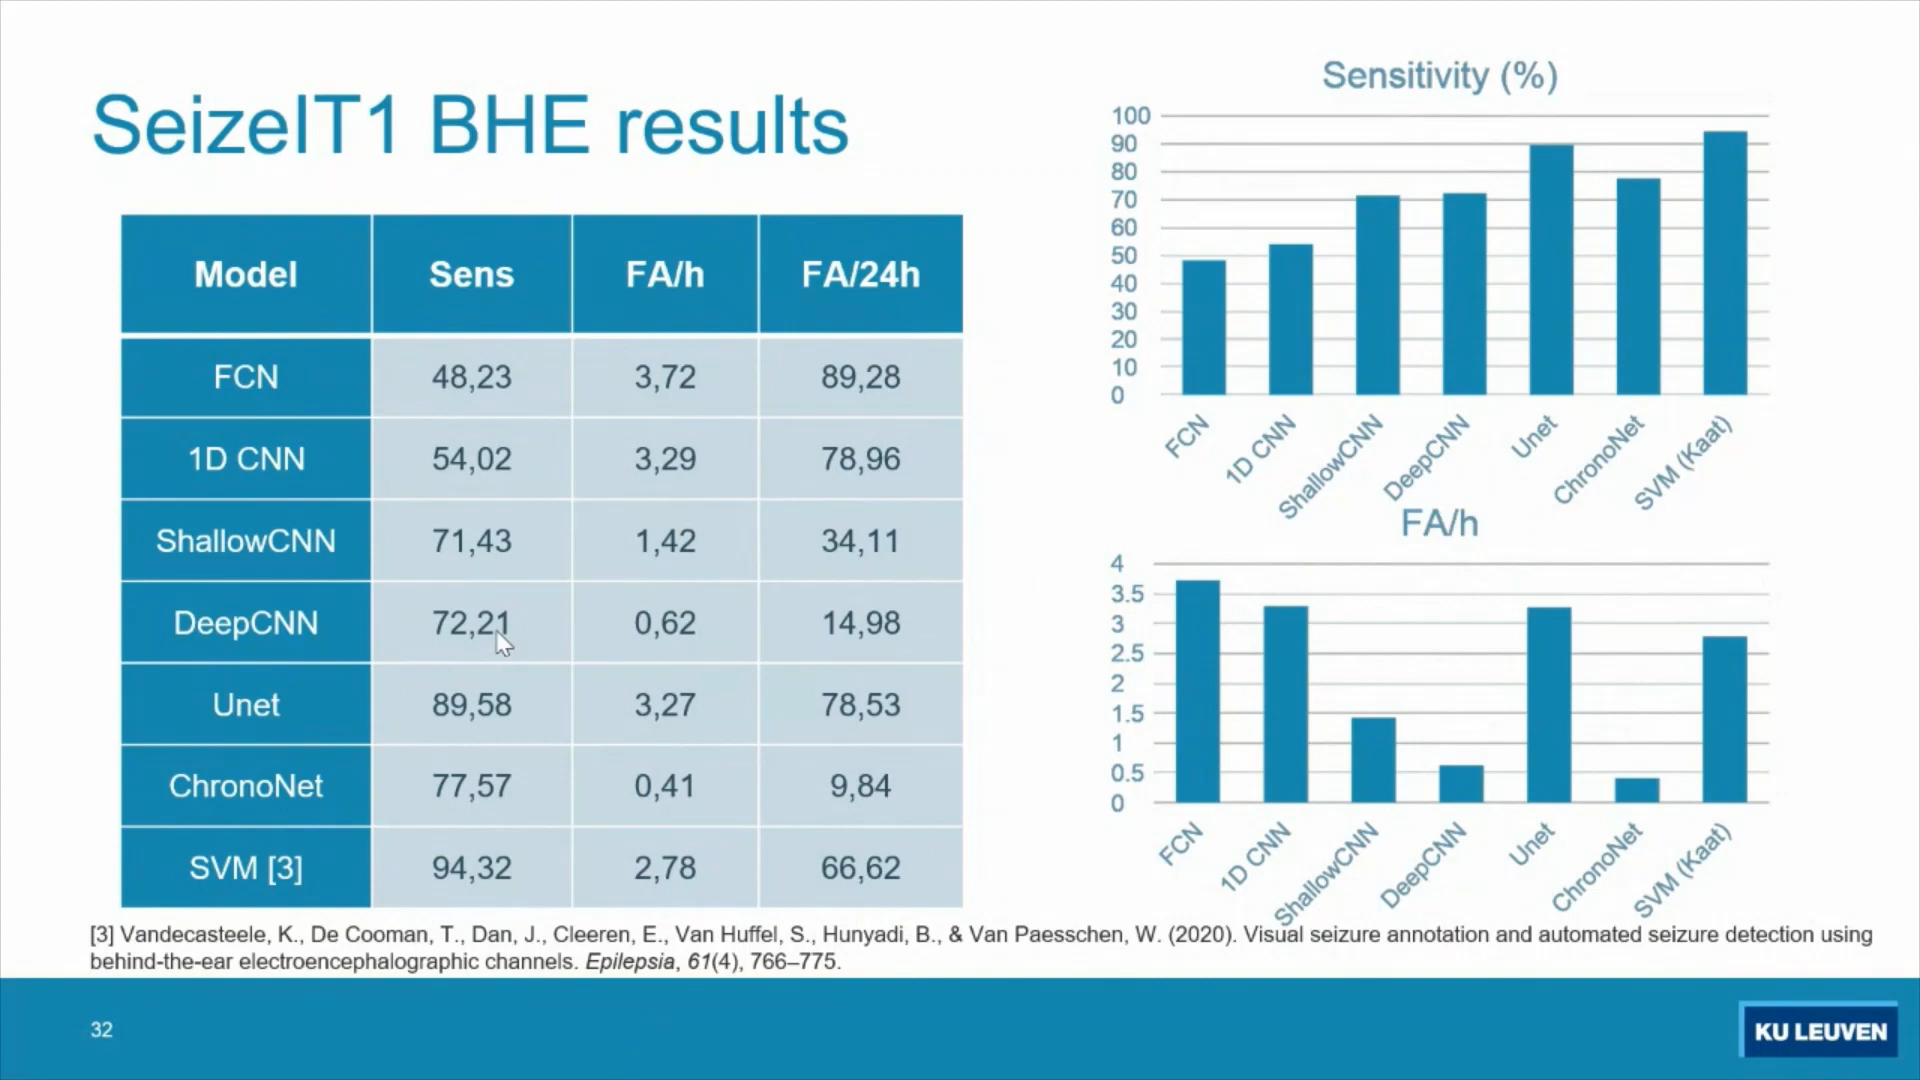 SeizeIT1 BHE results
Model Sens FA/h FA/24h
FCN 48,23 3,72 89,28
1D CNN 54,02 3,29 78,96
ShallowCNN 71,43 1,42 34,11
DeepCNN 72,21 0,62 14,98
Unet 89,58 3,27 78,53
ChronoNet 77,57 0,41 9,84
SVM [3] 94,32 2,78 66,62
Sensitivity (%)
100
90
80
70
60
50
40
30
20
10
0
FCN 1D CNN ShallowCNN DeepCNN Unet ChronoNet SVM (Kaat)
FA/h
4
3.5
3
2.5
2
1.5
1
0.5
0
FCN 1D CNN ShallowCNN DeepCNN Unet ChronoNet SVM (Kaat)
[3] Vandecasteele, K., De Cooman, T., Dan, J., Cleeren, E., Van Huffel, S., Hunyadi, B., & Van Paesschen, W. (2020). Visual seizure annotation and automated seizure detection using
behind-the-ear electroencephalographic channels. Epilepsia, 61(4), 766–775.
32
KU LEUVEN